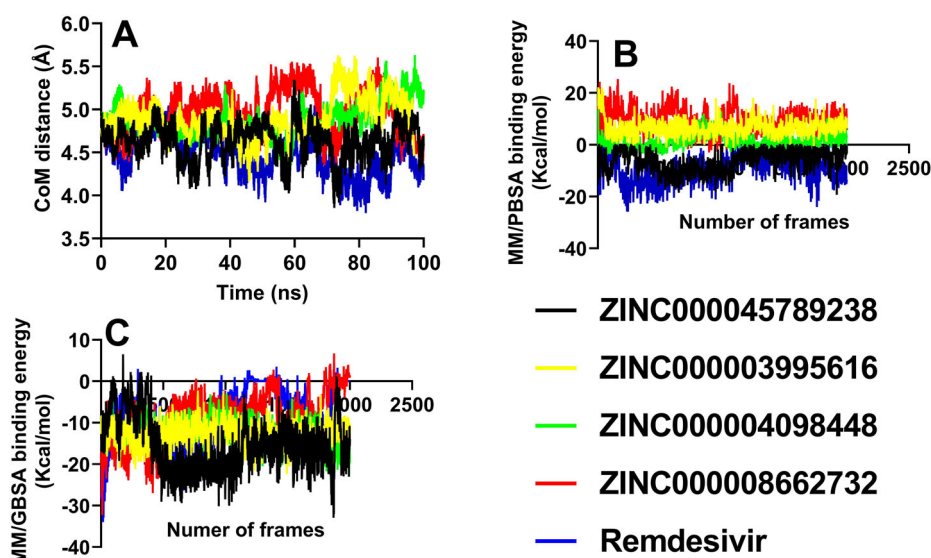 A
CoM distance (Å)
6.0
5.5
5.0
4.5
4.0
3.5
0 20 40 60 80 100
Time (ns)
B
MM/PBSA binding energy
(Kcal/mol)
40
20
0
-20
-40
2500
Number of frames
C
MM/GBSA binding energy
(Kcal/mol)
10
0
-10
-20
-30
-40
2500
Numer of frames
ZINC000045789238
ZINC000003995616
ZINC000004098448
ZINC000008662732
Remdesivir